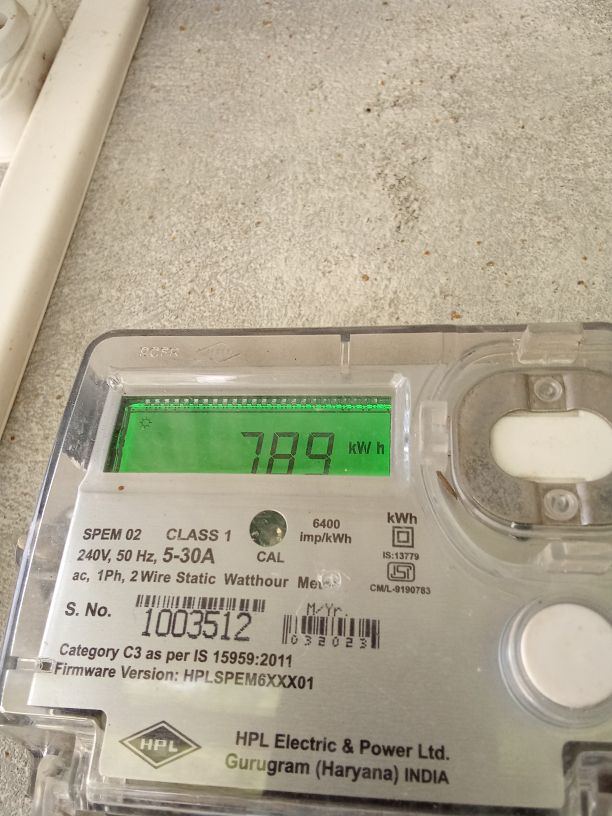 789 kWh
SPEM 02 CLASS 1 6400 imp/kWh kWh
240V, 50 Hz, 5-30A CAL IS:13779
ac, 1Ph, 2 Wire Static Watthour
CM/L-9190783
S. No. 1003512 M/Yr. 032023
Category C3 as per IS 15959:2011
Firmware Version: HPLSPEM6XXX01
HPL HPL Electric & Power Ltd.
Gurugram (Haryana) INDIA